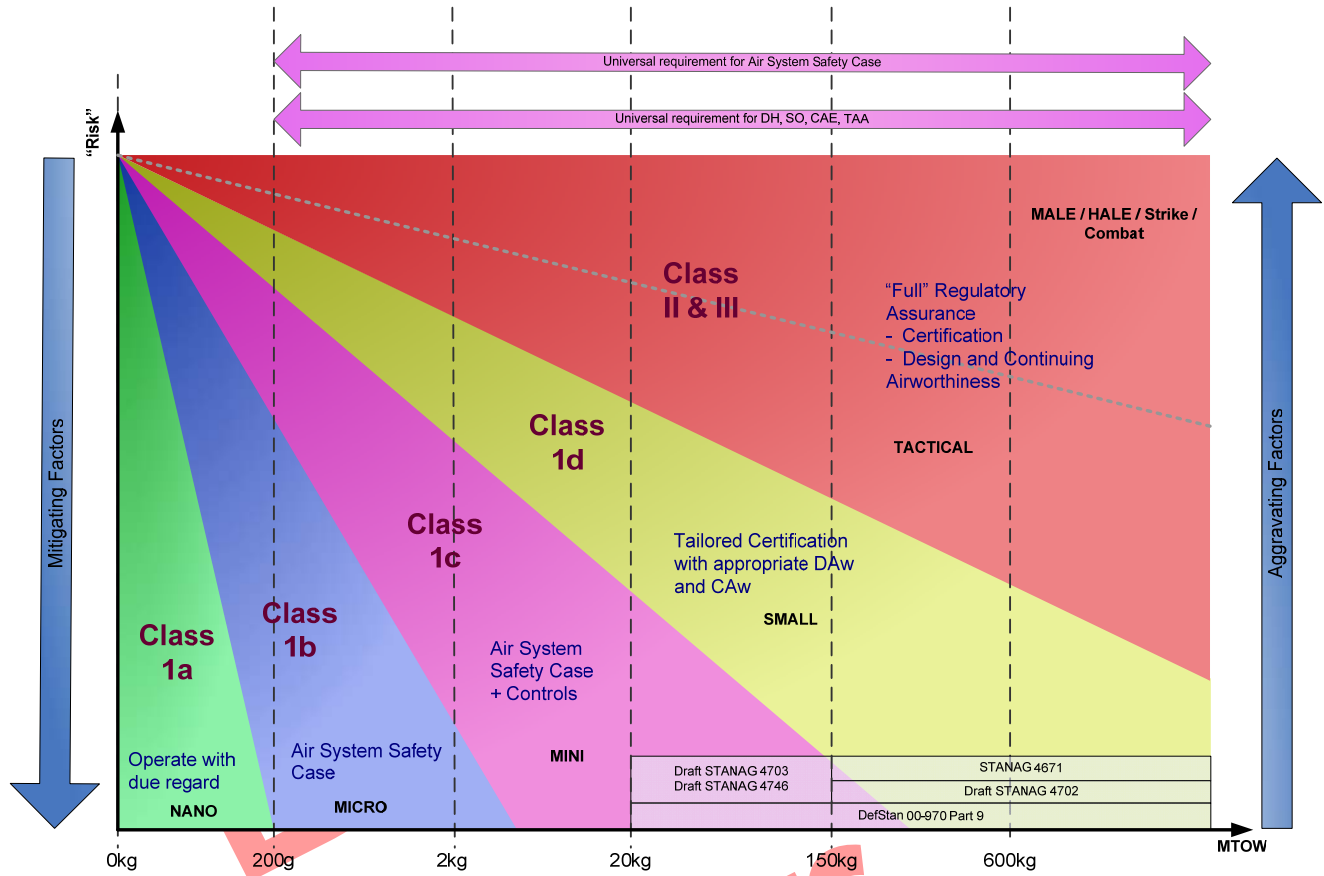 Universal requirement for Air System Safety Case
Universal requirement for DH, SO, CAE, TAA
“Risk”
Mitigating Factors
Aggravating Factors
MALE / HALE / Strike /
Combat
Class
II & III
“Full” Regulatory
Assurance
- Certification
- Design and Continuing
Airworthiness
TACTICAL
Class
1d
Tailored Certification
with appropriate DAw
and CAw
SMALL
Class
1c
Air System
Safety Case
+ Controls
MINI
Class
1b
Air System Safety
Case
MICRO
Class
1a
Operate with
due regard
NANO
Draft STANAG 4703
Draft STANAG 4746
STANAG 4671
Draft STANAG 4702
DefStan 00-970 Part 9
MTOW
0kg
200g
2kg
20kg
150kg
600kg